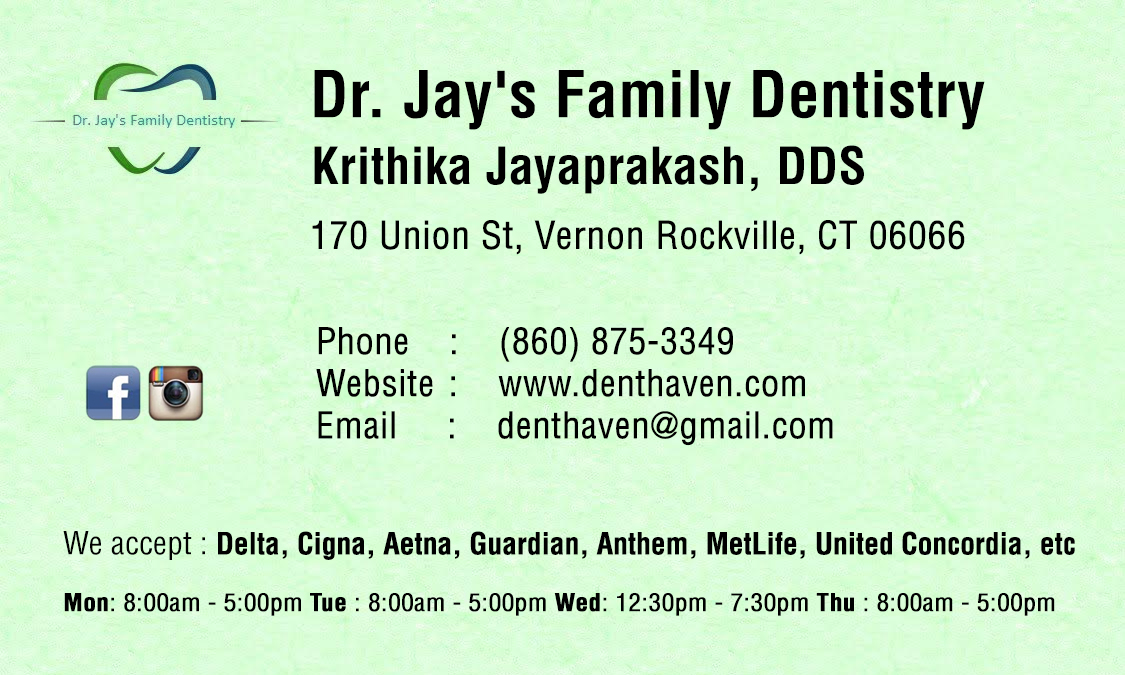 Dr. Jay's Family Dentistry
Dr. Jay's Family Dentistry
Krithika Jayaprakash, DDS
170 Union St, Vernon Rockville, CT 06066
Phone : (860) 875-3349
Website : www.denthaven.com
Email : denthaven@gmail.com
We accept : Delta, Cigna, Aetna, Guardian, Anthem, MetLife, United Concordia, etc
Mon: 8:00am - 5:00pm Tue : 8:00am - 5:00pm Wed: 12:30pm - 7:30pm Thu : 8:00am - 5:00pm